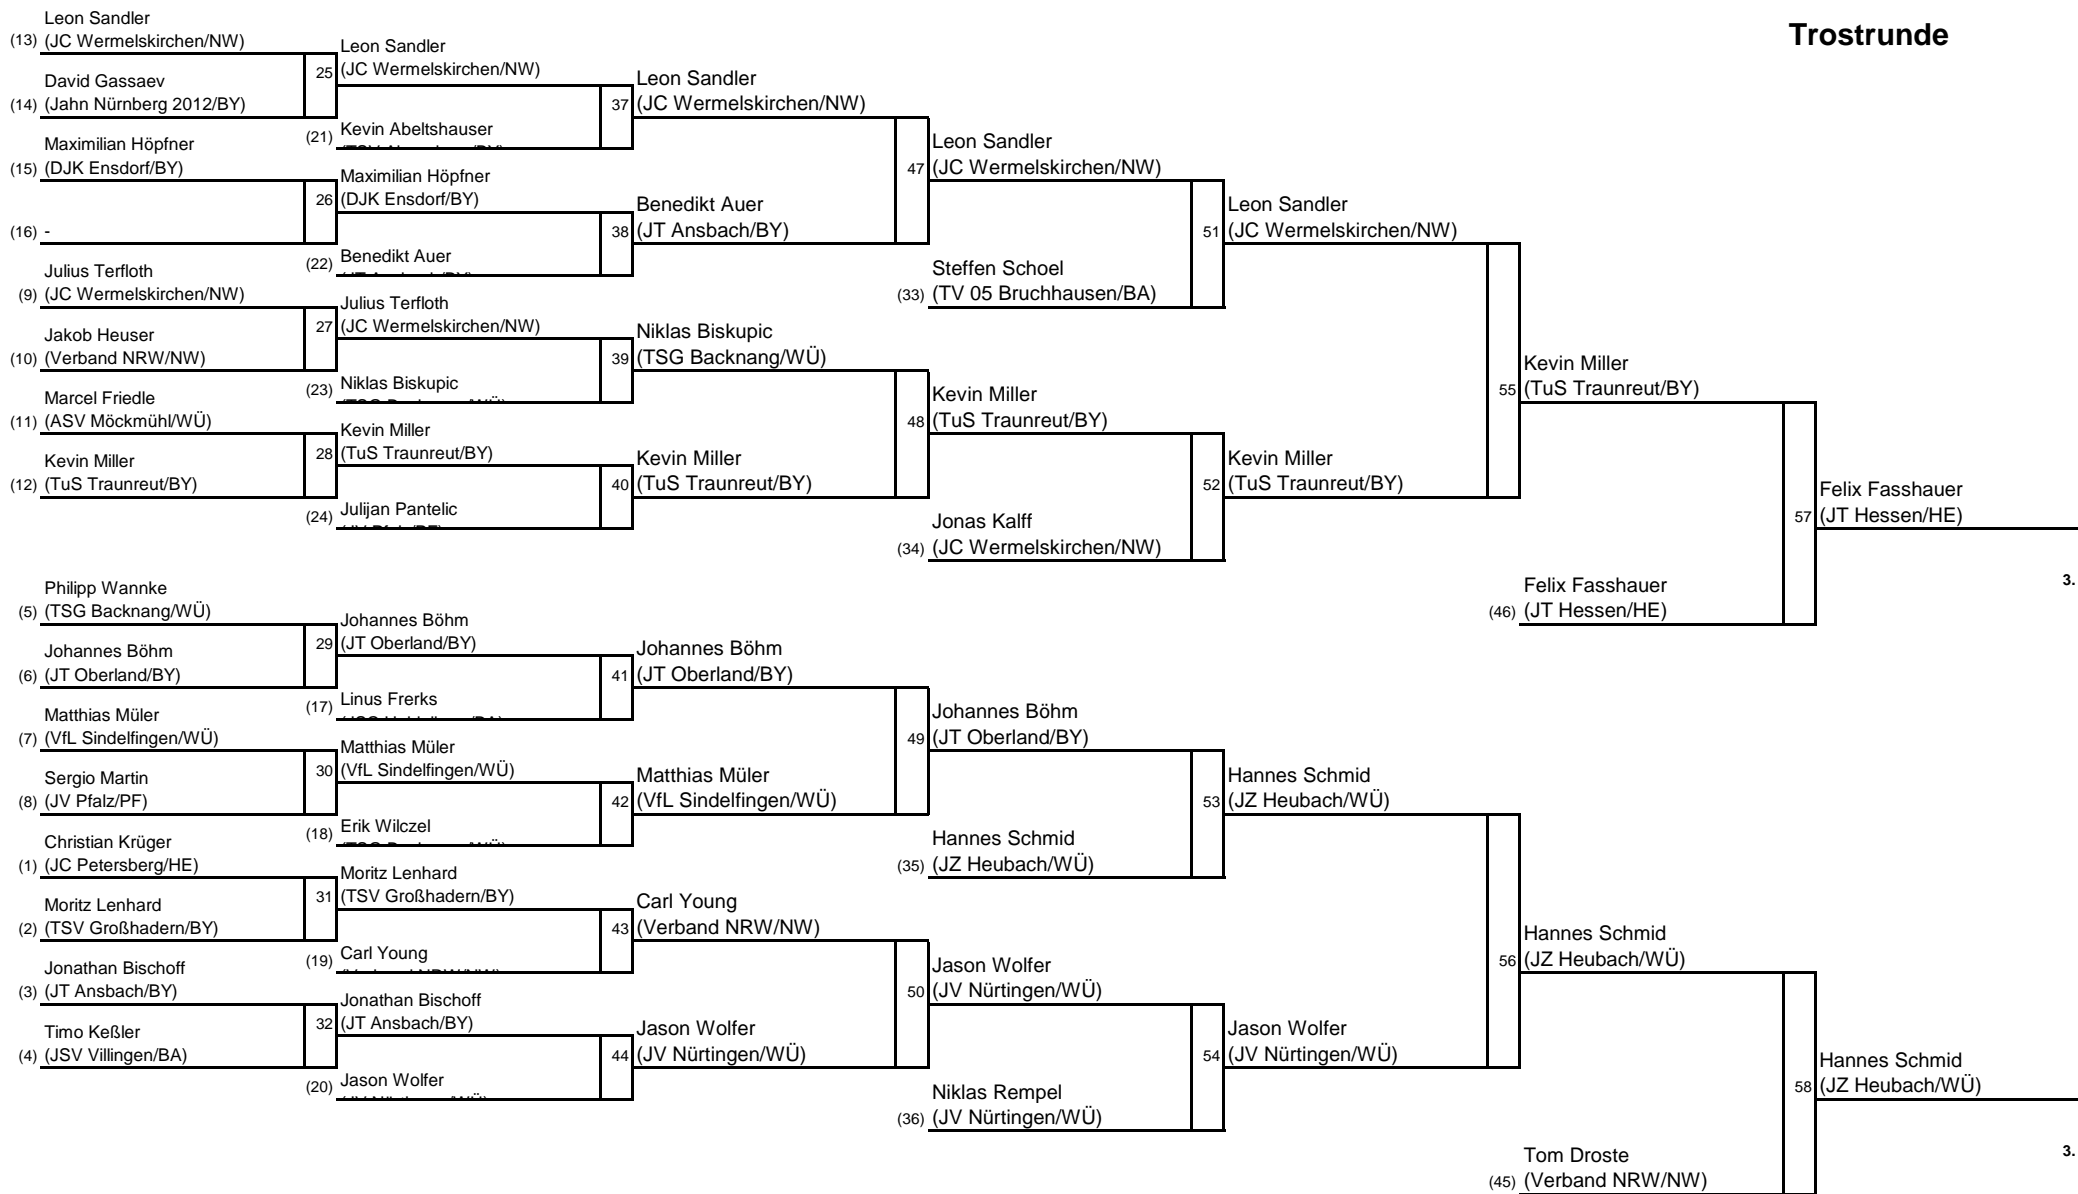 Trostrunde
Leon Sandler
(13) (JC Wermelskirchen/NW)
David Gassaev
(14) (Jahn Nürnberg 2012/BY)
Maximilian Höpfner
(15) (DJK Ensdorf/BY)
(16) -
Julius Terfloth
(9) (JC Wermelskirchen/NW)
Jakob Heuser
(10) (Verband NRW/NW)
Marcel Friedle
(11) (ASV Möckmühl/WÜ)
Kevin Miller
(12) (TuS Traunreut/BY)
Philipp Wannke
(5) (TSG Backnang/WÜ)
Johannes Böhm
(6) (JT Oberland/BY)
Matthias Müler
(7) (VfL Sindelfingen/WÜ)
Sergio Martin
(8) (JV Pfalz/PF)
Christian Krüger
(1) (JC Petersberg/HE)
Moritz Lenhard
(2) (TSV Großhadern/BY)
Jonathan Bischoff
(3) (JT Ansbach/BY)
Timo Keßler
(4) (JSV Villingen/BA)
Leon Sandler
25 (JC Wermelskirchen/NW)
(21) Kevin Abeltshauser
Maximilian Höpfner
26 (DJK Ensdorf/BY)
(22) Benedikt Auer
Julius Terfloth
27 (JC Wermelskirchen/NW)
(23) Niklas Biskupic
Kevin Miller
28 (TuS Traunreut/BY)
(24) Julijan Pantelic
Johannes Böhm
29 (JT Oberland/BY)
(17) Linus Frerks
Matthias Müler
30 (VfL Sindelfingen/WÜ)
(18) Erik Wilczel
Moritz Lenhard
31 (TSV Großhadern/BY)
(19) Carl Young
Jonathan Bischoff
32 (JT Ansbach/BY)
(20) Jason Wolfer
Leon Sandler
37 (JC Wermelskirchen/NW)
Benedikt Auer
38 (JT Ansbach/BY)
Niklas Biskupic
39 (TSG Backnang/WÜ)
Kevin Miller
40 (TuS Traunreut/BY)
Johannes Böhm
41 (JT Oberland/BY)
Matthias Müler
42 (VfL Sindelfingen/WÜ)
Carl Young
43 (Verband NRW/NW)
Jason Wolfer
44 (JV Nürtingen/WÜ)
Leon Sandler
47 (JC Wermelskirchen/NW)
Steffen Schoel
(33) (TV 05 Bruchhausen/BA)
Kevin Miller
48 (TuS Traunreut/BY)
Jonas Kalff
(34) (JC Wermelskirchen/NW)
Johannes Böhm
49 (JT Oberland/BY)
Hannes Schmid
(35) (JZ Heubach/WÜ)
Jason Wolfer
50 (JV Nürtingen/WÜ)
Niklas Rempel
(36) (JV Nürtingen/WÜ)
Leon Sandler
51 (JC Wermelskirchen/NW)
Kevin Miller
52 (TuS Traunreut/BY)
Hannes Schmid
53 (JZ Heubach/WÜ)
Jason Wolfer
54 (JV Nürtingen/WÜ)
Kevin Miller
55 (TuS Traunreut/BY)
Felix Fasshauer
(46) (JT Hessen/HE)
Hannes Schmid
56 (JZ Heubach/WÜ)
Tom Droste
(45) (Verband NRW/NW)
Felix Fasshauer
57 (JT Hessen/HE)
3.
Hannes Schmid
58 (JZ Heubach/WÜ)
3.